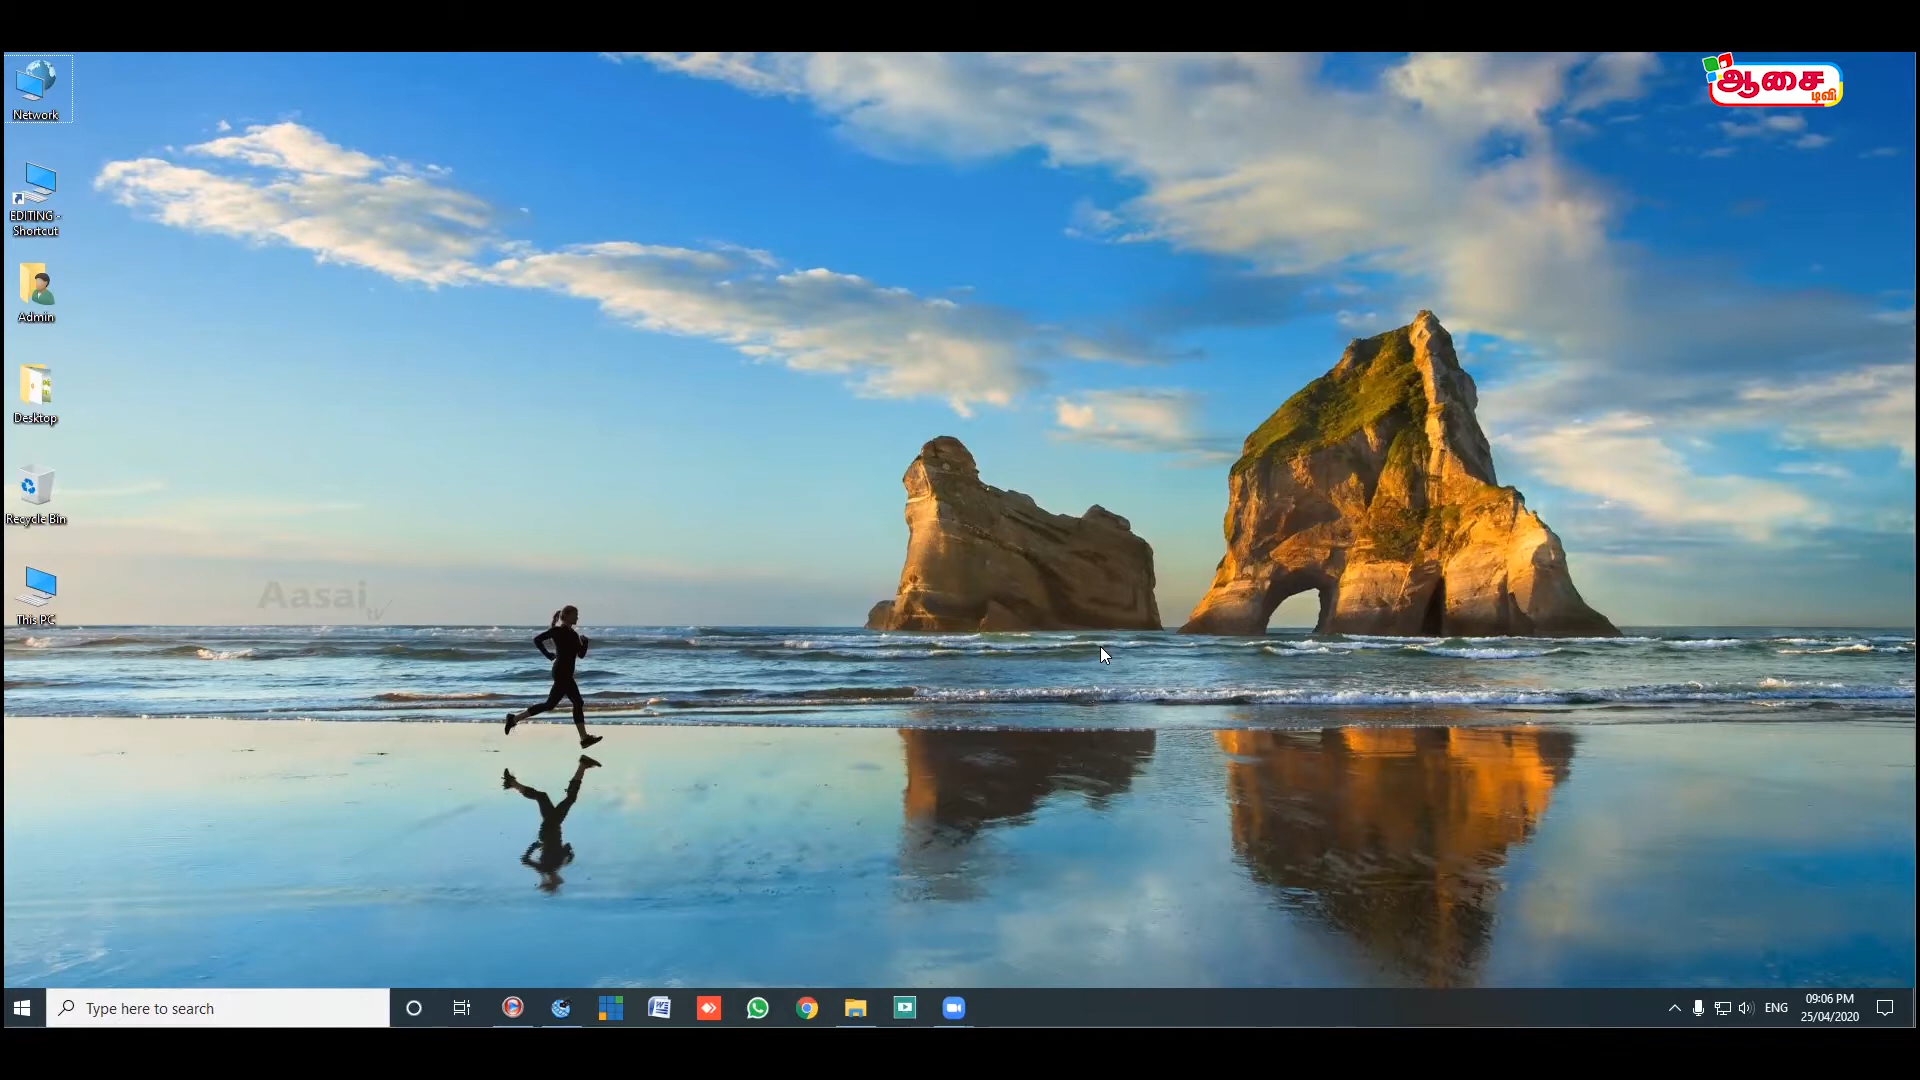 ஆசை
டிவி
Network
EDITING -
Shortcut
Admin
Desktop
Recycle Bin
This PC
Aasai
tv
Type here to search
ENG
09:06 PM
25/04/2020